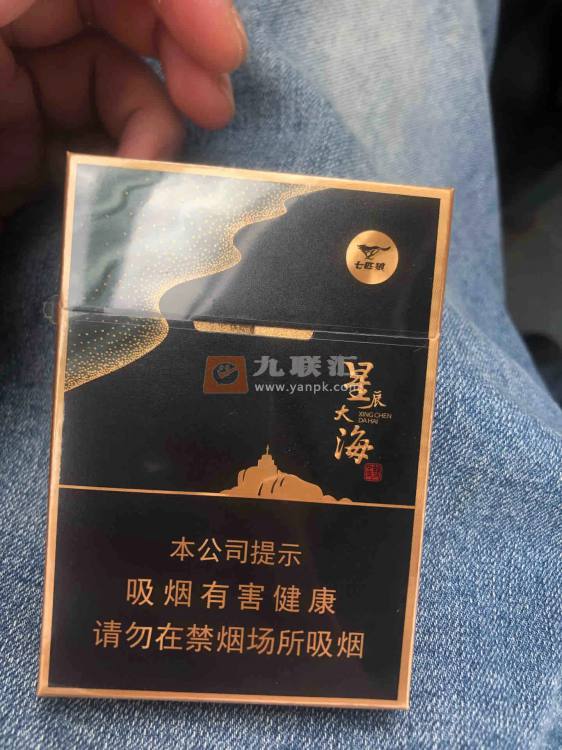 七匹狼
九联汇
www.yanpk.com
星辰
大海
XING CHEN
DA HAI
本公司提示
吸烟有害健康
请勿在禁烟场所吸烟